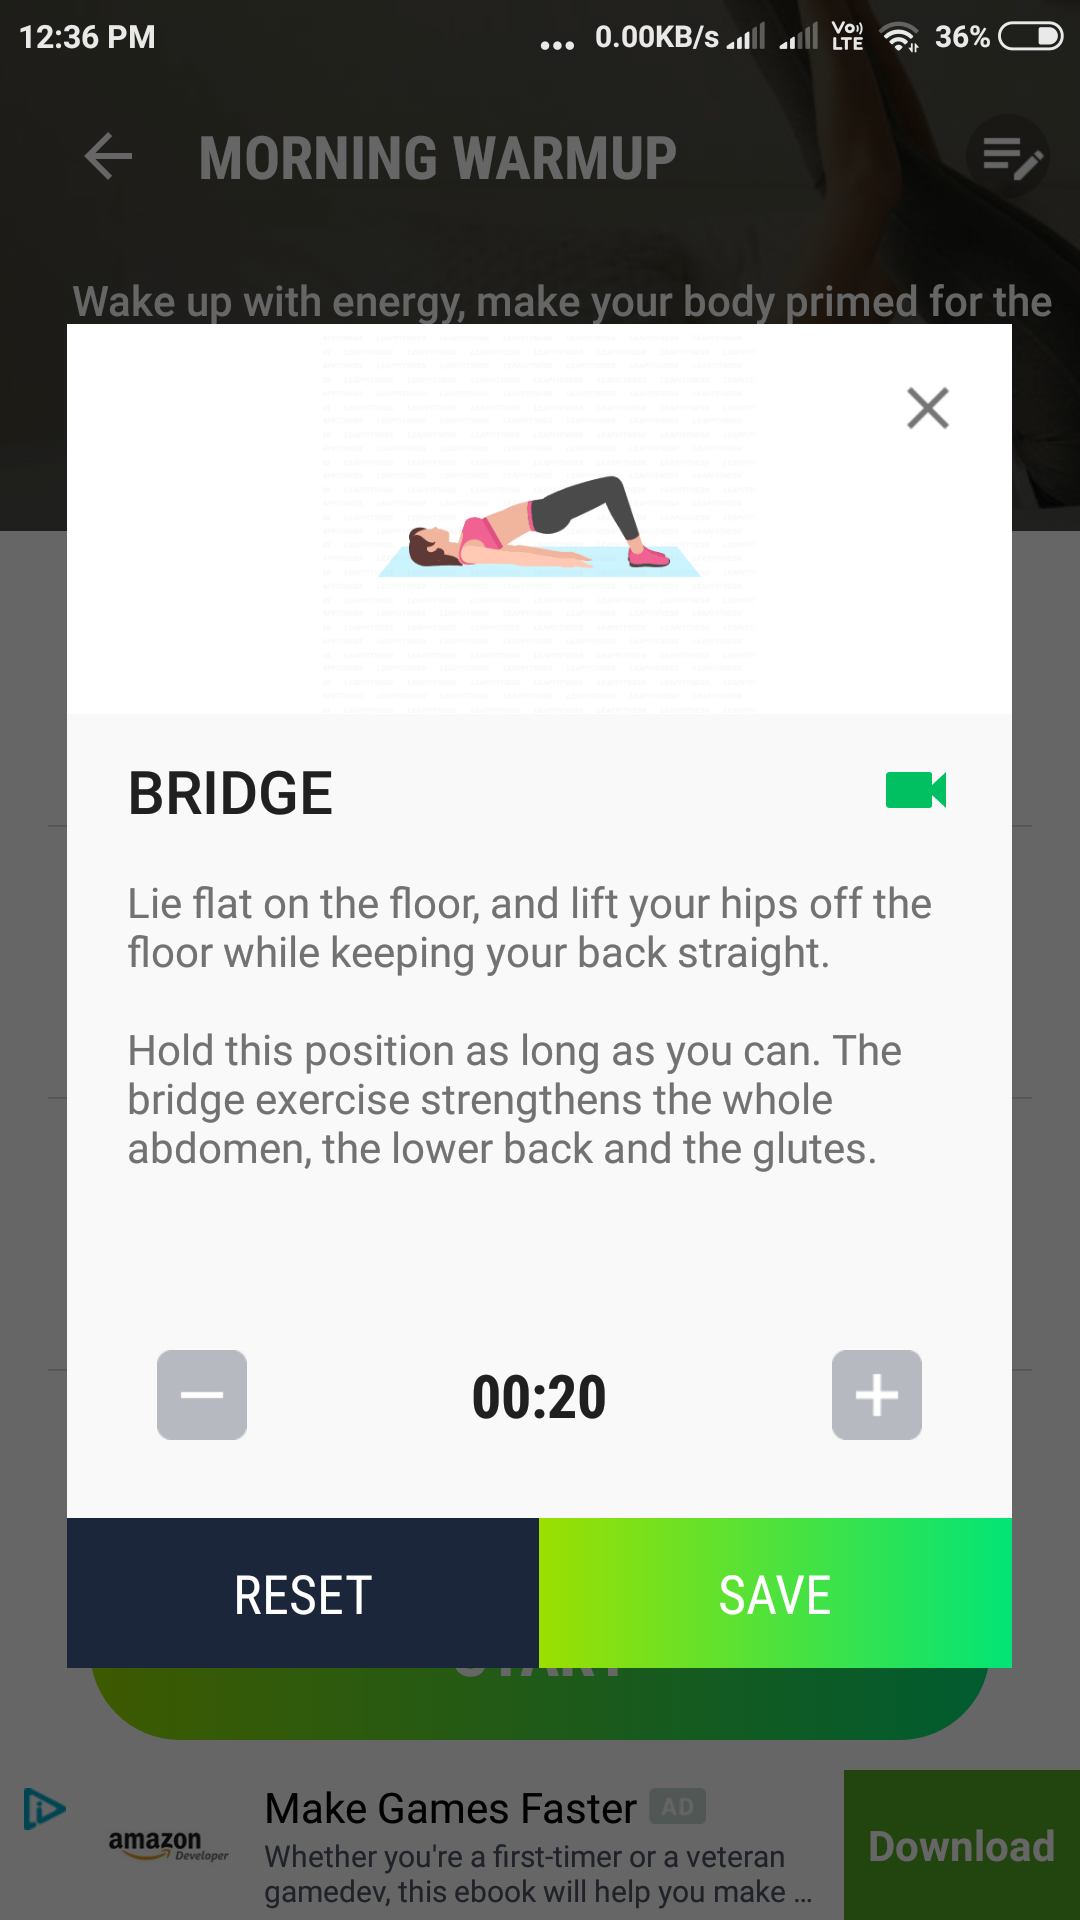 12:36 PM ... 0.00KB/s Vo)) LTE 36%
MORNING WARMUP
Wake up with energy, make your body primed for the
BRIDGE
Lie flat on the floor, and lift your hips off the
floor while keeping your back straight.
Hold this position as long as you can. The
bridge exercise strengthens the whole
abdomen, the lower back and the glutes.
00:20
RESET SAVE
START
Make Games Faster AD
amazon Developer
Whether you're a first-timer or a veteran
gamedev, this ebook will help you make ...
Download